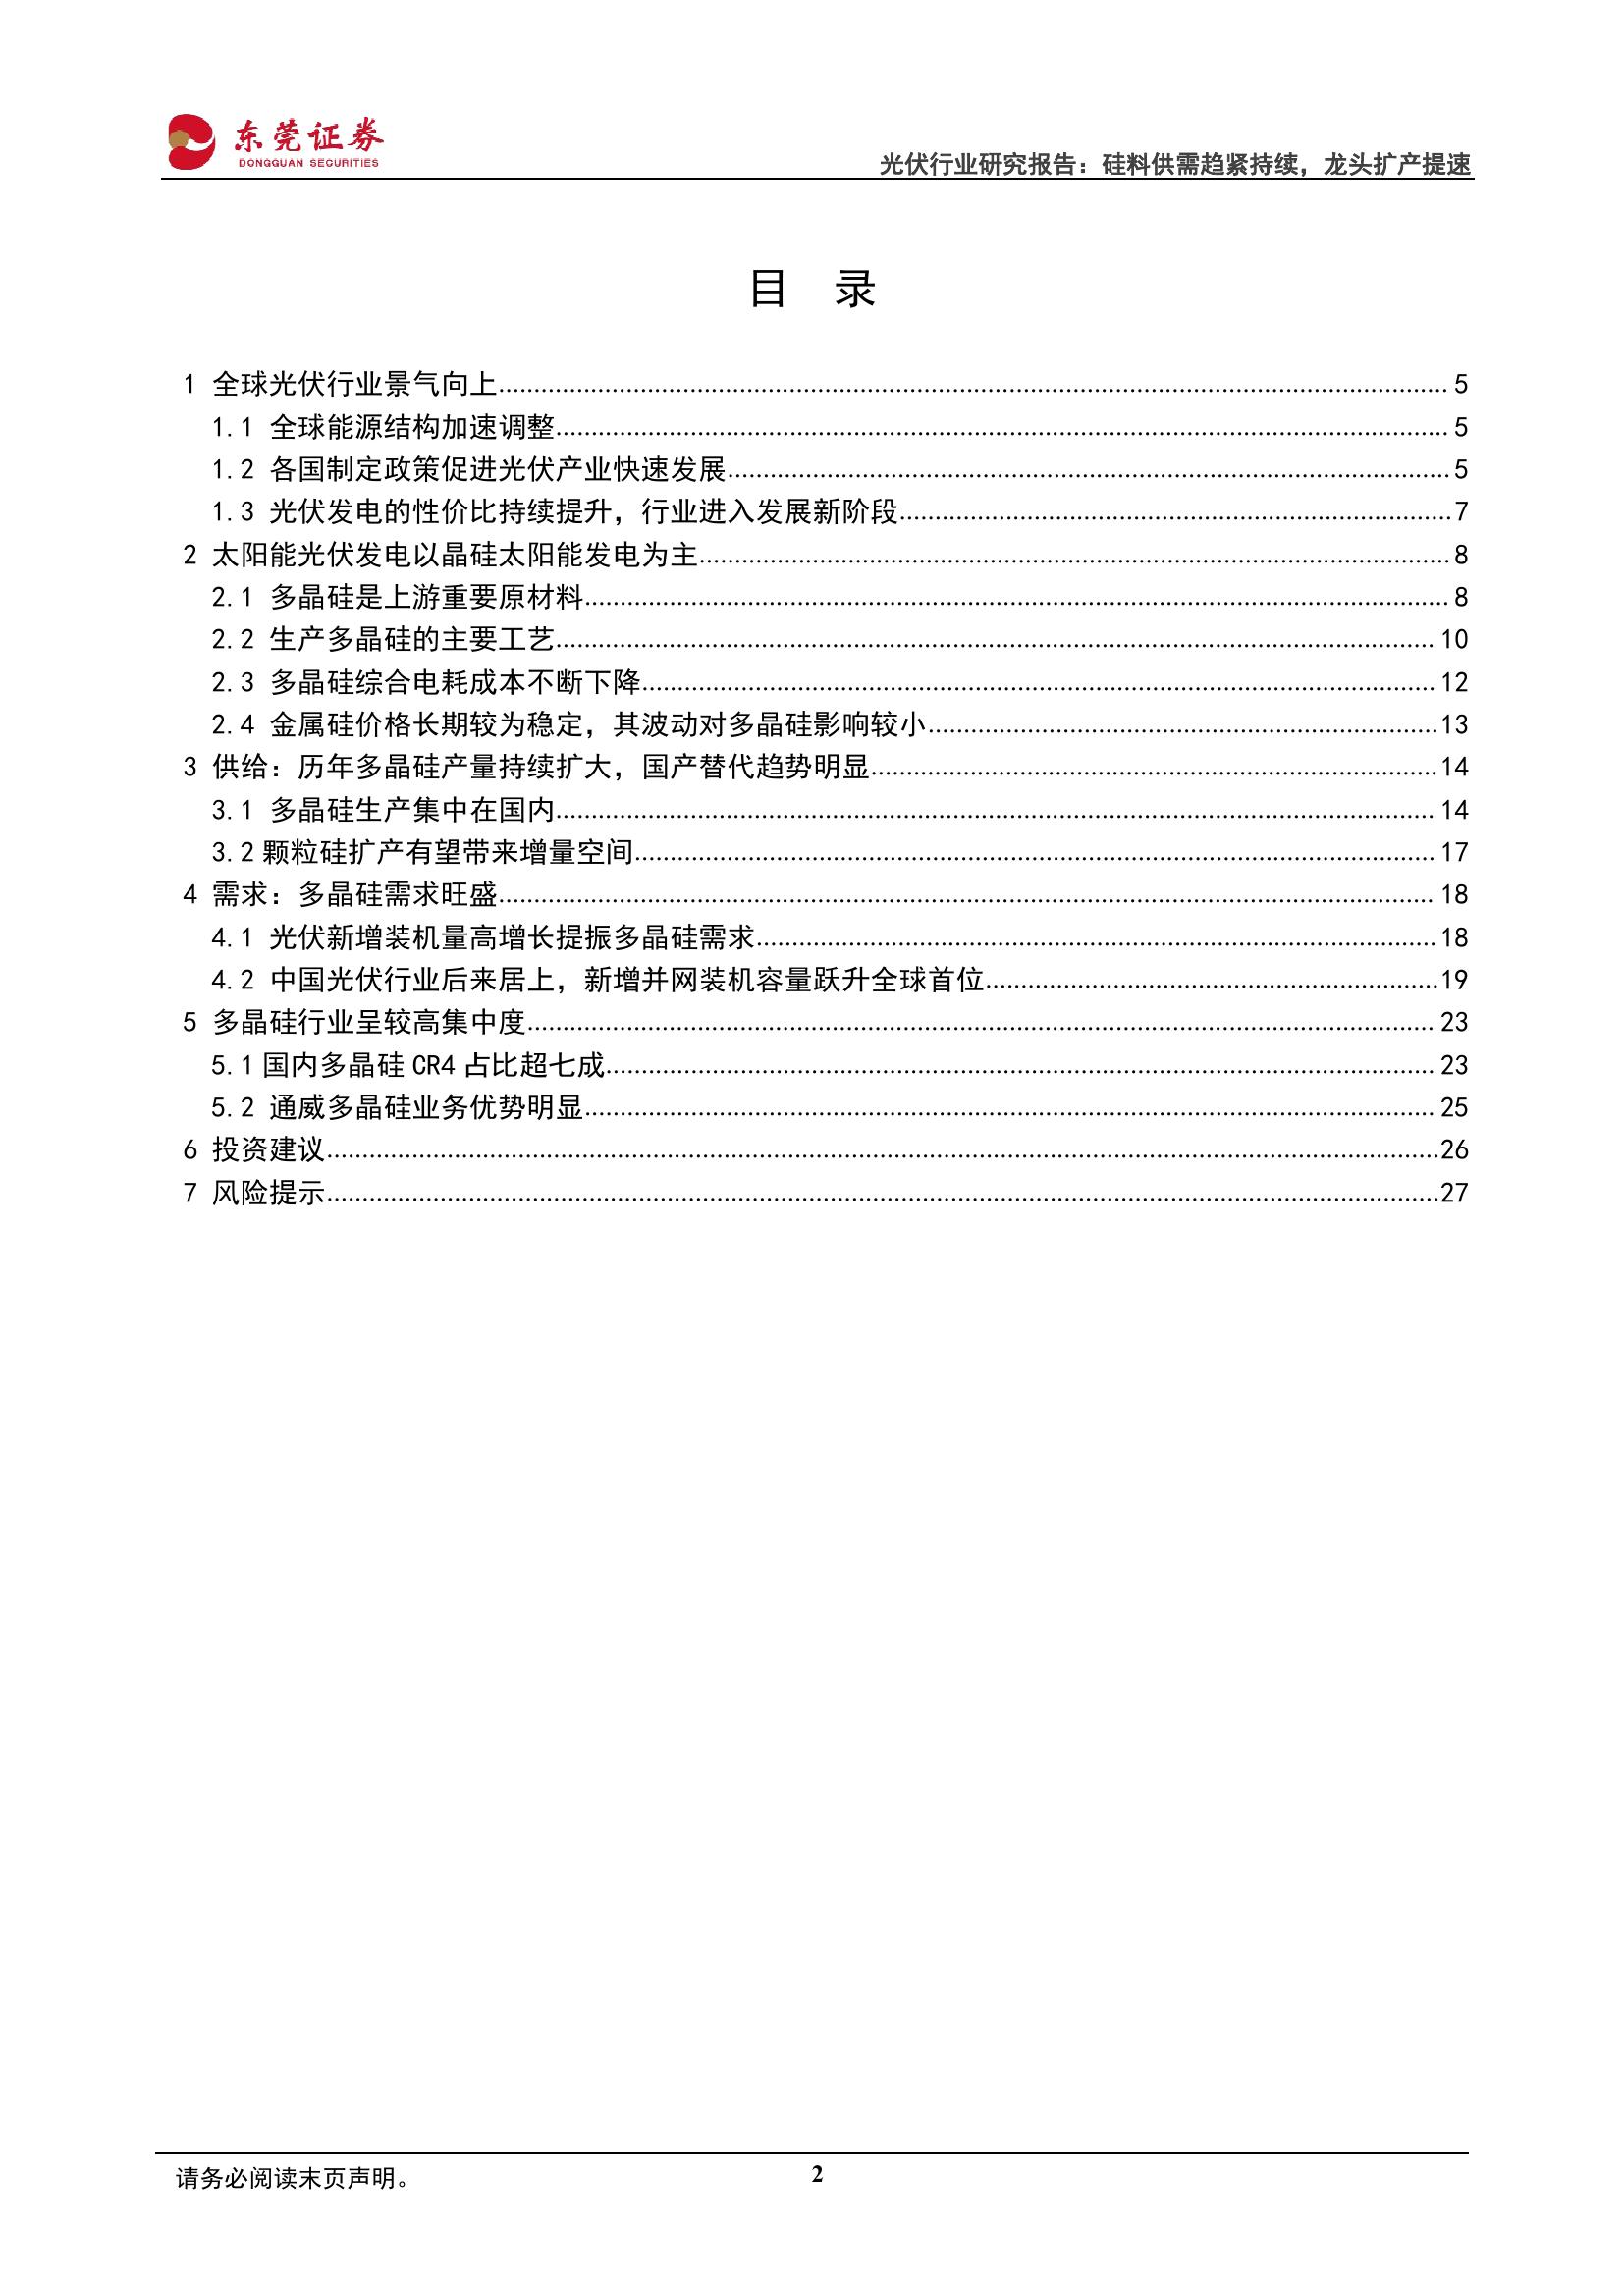 东莞证券
DONGGUAN SECURITIES
光伏行业研究报告：硅料供需趋紧持续，龙头扩产提速
目 录
1 全球光伏行业景气向上 5
1.1 全球能源结构加速调整 5
1.2 各国制定政策促进光伏产业快速发展 5
1.3 光伏发电的性价比持续提升，行业进入发展新阶段 7
2 太阳能光伏发电以晶硅太阳能发电为主 8
2.1 多晶硅是上游重要原材料 8
2.2 生产多晶硅的主要工艺 10
2.3 多晶硅综合电耗成本不断下降 12
2.4 金属硅价格长期较为稳定，其波动对多晶硅影响较小 13
3 供给：历年多晶硅产量持续扩大，国产替代趋势明显 14
3.1 多晶硅生产集中在国内 14
3.2颗粒硅扩产有望带来增量空间 17
4 需求：多晶硅需求旺盛 18
4.1 光伏新增装机量高增长提振多晶硅需求 18
4.2 中国光伏行业后来居上，新增并网装机容量跃升全球首位 19
5 多晶硅行业呈较高集中度 23
5.1国内多晶硅CR4占比超七成 23
5.2 通威多晶硅业务优势明显 25
6 投资建议 26
7 风险提示 27
请务必阅读末页声明。
2